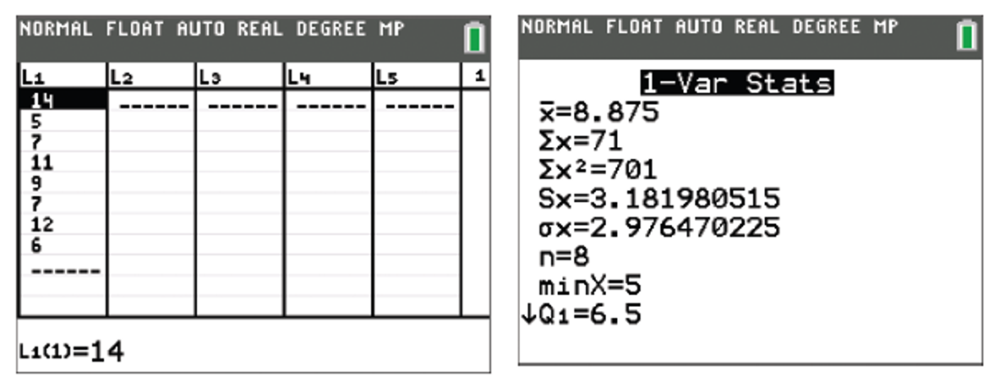 NORMAL FLOAT AUTO REAL DEGREE MP
L1 L2 L3 L4 L5 1
14 ------ ------ ------ ------
5
7
11
9
7
12
6
------
L1(1)=14
NORMAL FLOAT AUTO REAL DEGREE MP
1-Var Stats
x̄=8.875
Σx=71
Σx²=701
Sx=3.181980515
σx=2.976470225
n=8
minX=5
↓Q1=6.5